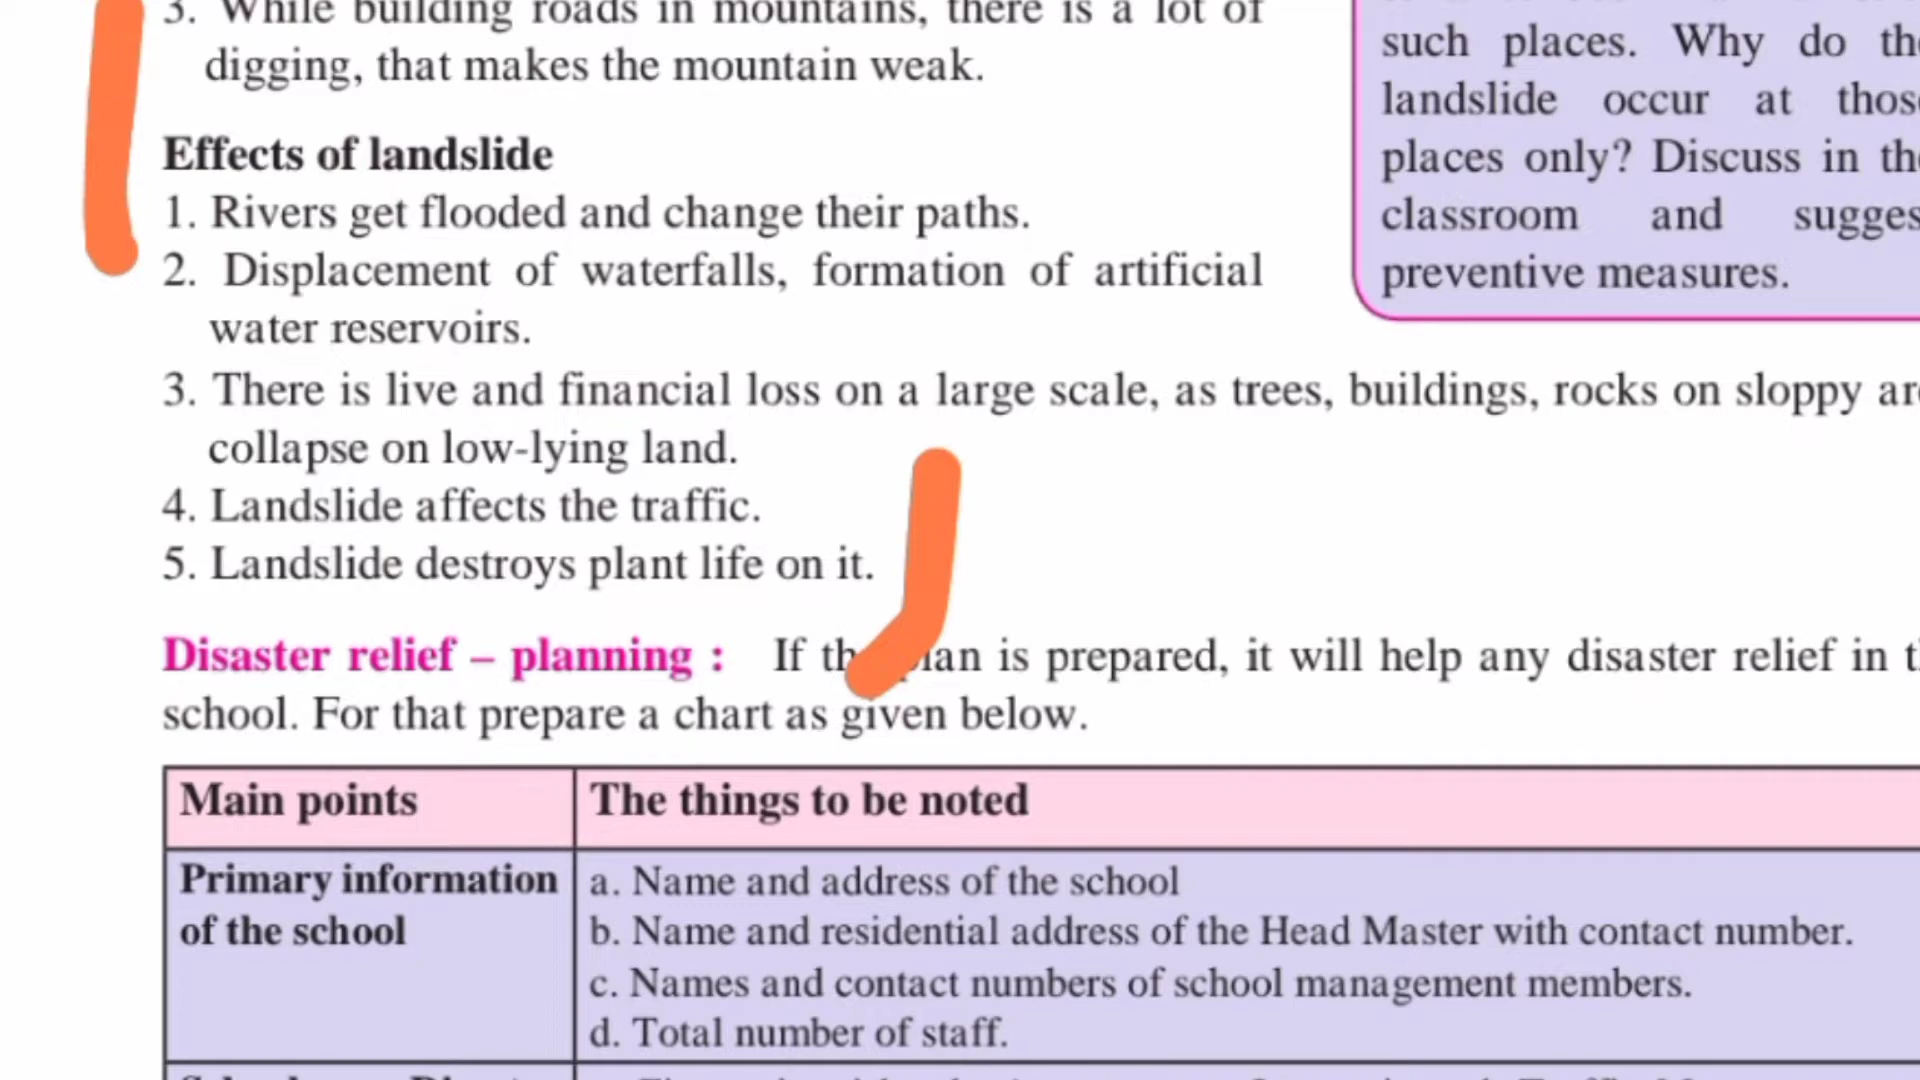 3. While building roads in mountains, there is a lot of
digging, that makes the mountain weak.
Effects of landslide
1. Rivers get flooded and change their paths.
2. Displacement of waterfalls, formation of artificial
water reservoirs.
3. There is live and financial loss on a large scale, as trees, buildings, rocks on sloppy
collapse on low-lying land.
4. Landslide affects the traffic.
5. Landslide destroys plant life on it.
such places. Why do
landslide occur at
places only? Discuss in
classroom and
preventive measures.
Disaster relief – planning : If is prepared, it will help any disaster relief in
school. For that prepare a chart as given below.
Main points
The things to be noted
Primary information
of the school
a. Name and address of the school
b. Name and residential address of the Head Master with contact number.
c. Names and contact numbers of school management members.
d. Total number of staff.